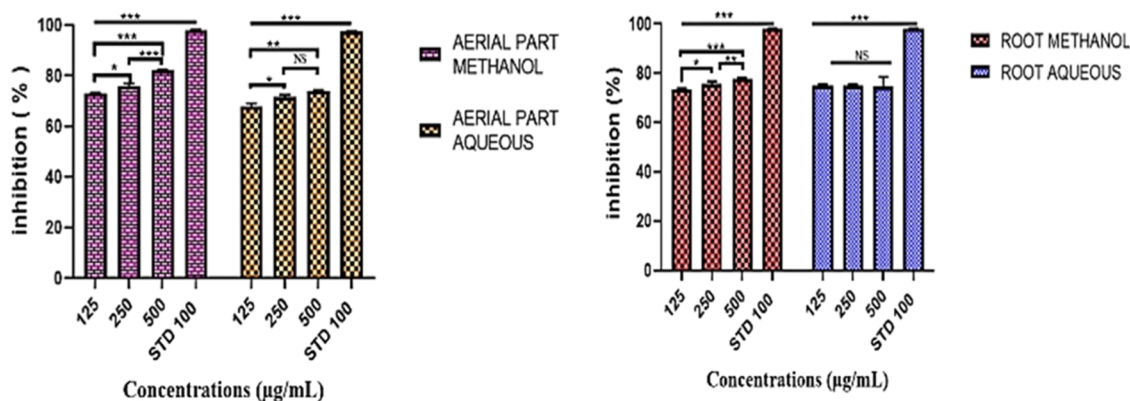 *** ***
100
*** **
*** NS
80
* *
60
40
20
0
inhibition (%)
125 250 500 STD 100 125 250 500 STD 100
Concentrations (µg/mL)
AERIAL PART
METHANOL
AERIAL PART
AQUEOUS
*** ***
100
***
* ** NS
80
60
40
20
0
inhibition (%)
125 250 500 STD 100 125 250 500 STD 100
Concentrations (µg/mL)
ROOT METHANOL
ROOT AQUEOUS